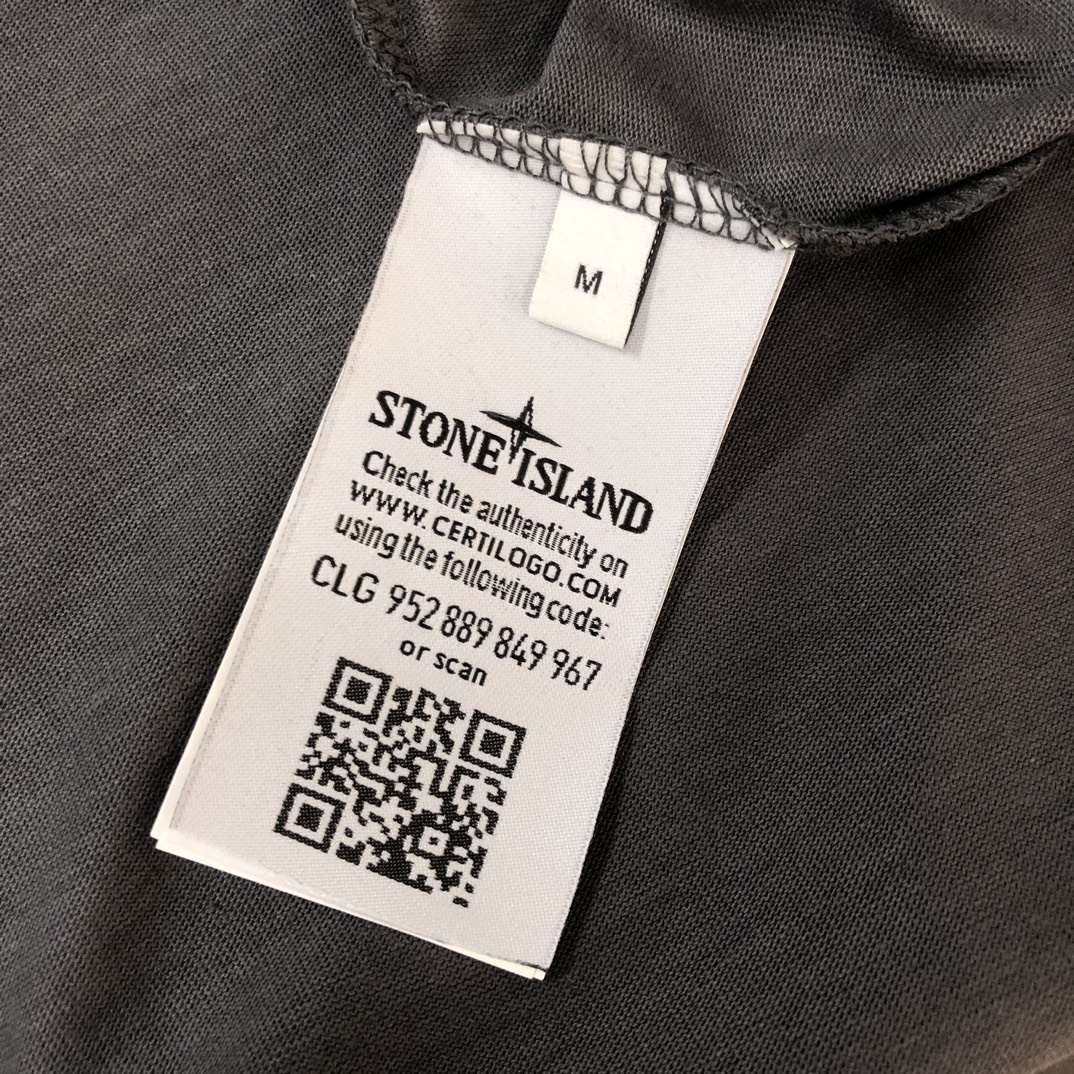 M
STONE ISLAND
Check the authenticity on
WWW.CERTILOGO.COM
using the following code:
CLG 952 889 849 967
or scan